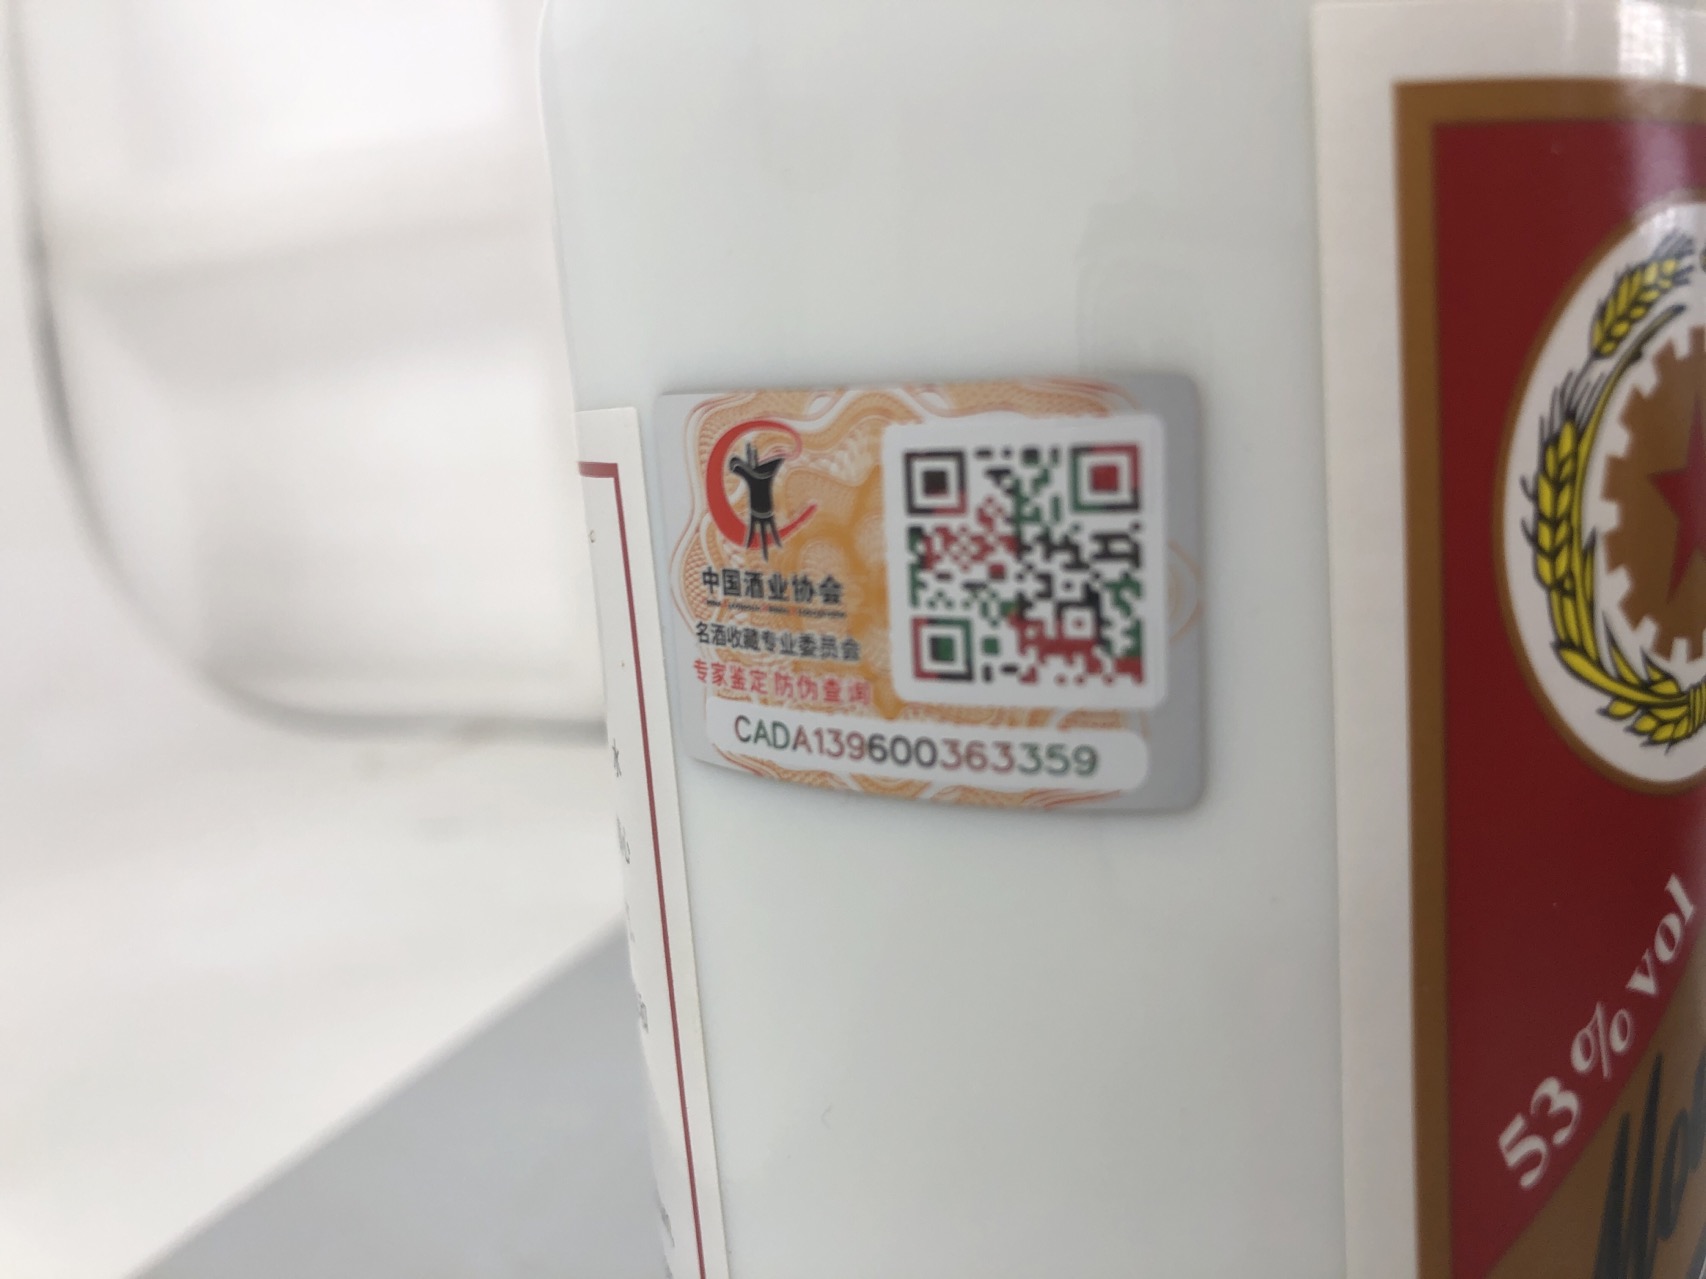 中国酒业协会
名酒收藏专业委员会
专家鉴定 防伪查询
CADA139600363359
53% vol